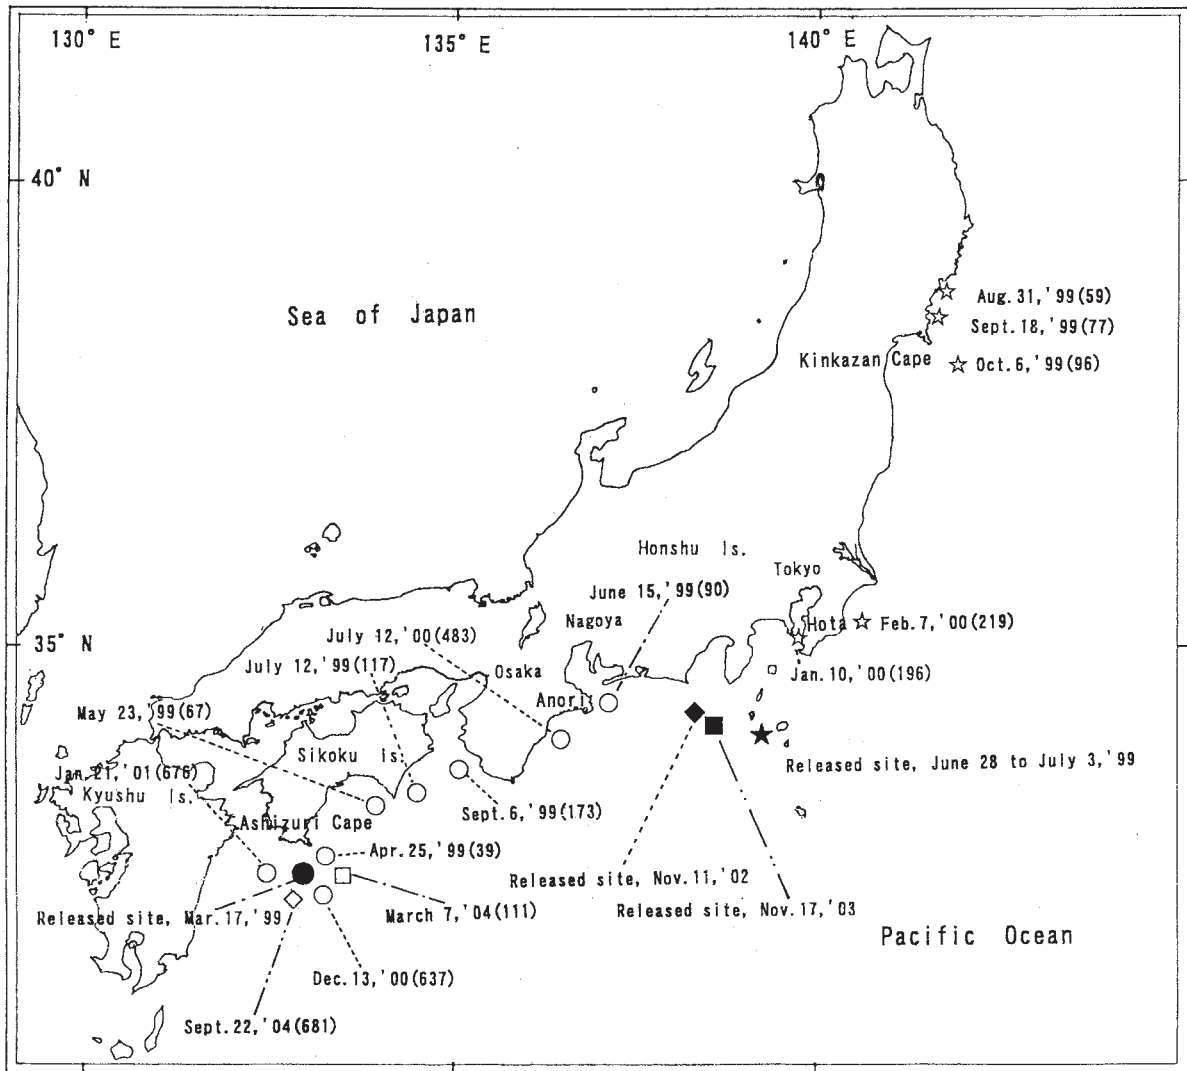 130° E
135° E
140° E
40° N
Aug. 31, '99(59)
Sea of Japan
Sept. 18, '99(77)
Kinkazan Cape
Oct. 6, '99(96)
Honshu Is.
Tokyo
June 15, '99(90)
Nagoya
Hota
Feb. 7, '00(219)
July 12, '00(483)
35° N
July 12, '99(117)
Osaka
Jan. 10, '00(196)
Anori
May 23, '99(67)
Sikoku Is.
Released site, June 28 to July 3, '99
Jan. 21, '01(676)
Kyushu Is.
Sept. 6, '99(173)
Ashizuri Cape
Apr. 25, '99(39)
Released site, Nov. 11, '02
Released site, Mar. 17, '99
March 7, '04(111)
Released site, Nov. 17, '03
Pacific Ocean
Dec. 13, '00(637)
Sept. 22, '04(681)